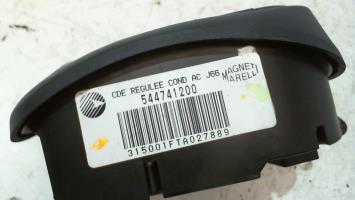 CDE REGULEE COND AC J66
MAGNETI
MARELLI
544741200
315001FTA027889